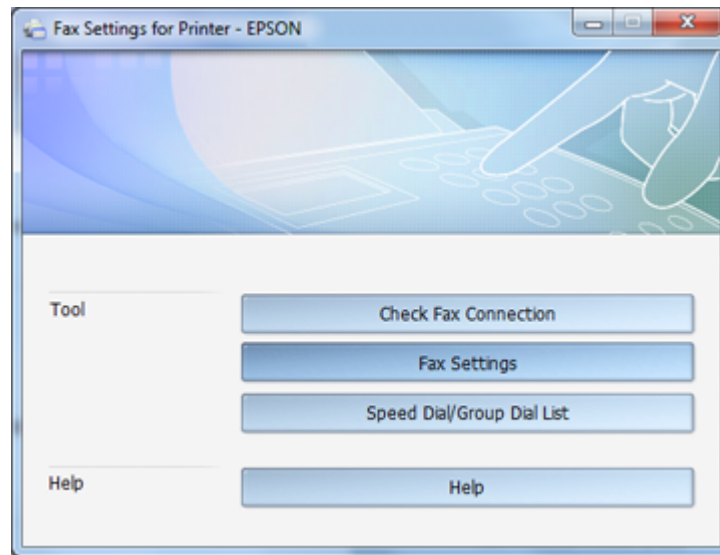 Fax Settings for Printer - EPSON
Tool
Check Fax Connection
Fax Settings
Speed Dial/Group Dial List
Help
Help